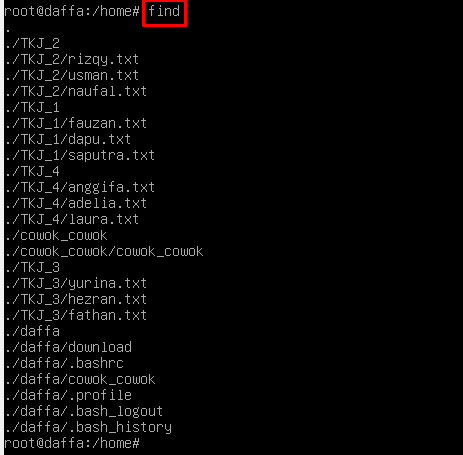 root@daffa:/home# find
.
./TKJ_2
./TKJ_2/rizqy.txt
./TKJ_2/usman.txt
./TKJ_2/naufal.txt
./TKJ_1
./TKJ_1/fauzan.txt
./TKJ_1/dapu.txt
./TKJ_1/saputra.txt
./TKJ_4
./TKJ_4/anggifa.txt
./TKJ_4/adelia.txt
./TKJ_4/laura.txt
./cowok_cowok
./cowok_cowok/cowok_cowok
./TKJ_3
./TKJ_3/yurina.txt
./TKJ_3/hezran.txt
./TKJ_3/fathan.txt
./daffa
./daffa/download
./daffa/.bashrc
./daffa/cowok_cowok
./daffa/.profile
./daffa/.bash_logout
./daffa/.bash_history
root@daffa:/home#